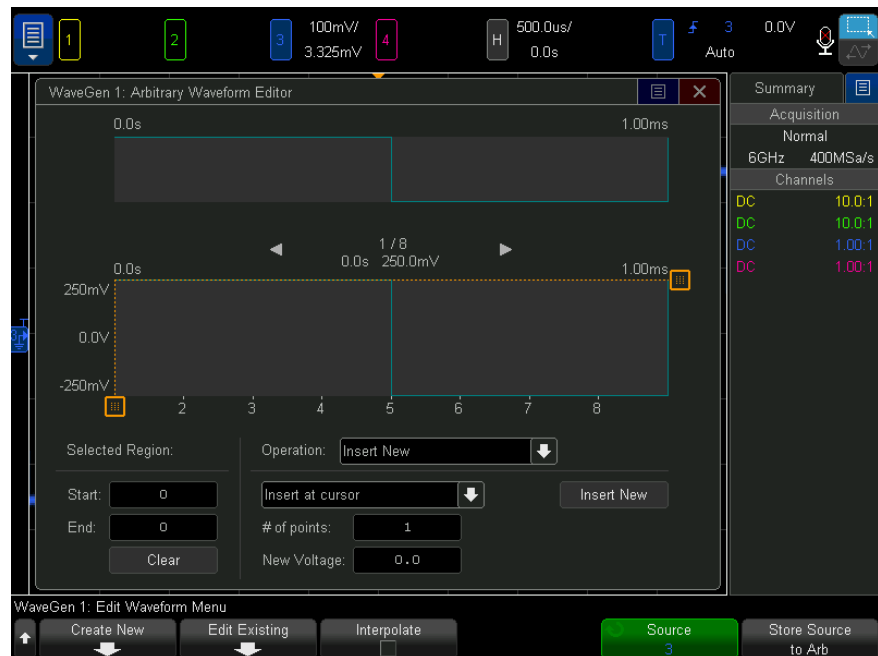 1 2 3 100mV/ 3.325mV 4 H 500.0us/ 0.0s T 3 0.0V Auto
WaveGen 1: Arbitrary Waveform Editor
Summary
Acquisition
Normal
6GHz 400MSa/s
Channels
DC 10.0:1
DC 10.0:1
DC 1.00:1
DC 1.00:1
0.0s 1.00ms
1 / 8
0.0s 250.0mV
0.0s 1.00ms
250mV
0.0V
-250mV
2 3 4 5 6 7 8
T
3
Selected Region:
Start: 0
End: 0
Clear
Operation: Insert New
Insert at cursor
Insert New
# of points: 1
New Voltage: 0.0
WaveGen 1: Edit Waveform Menu
Create New
Edit Existing
Interpolate
Source
3
Store Source
to Arb